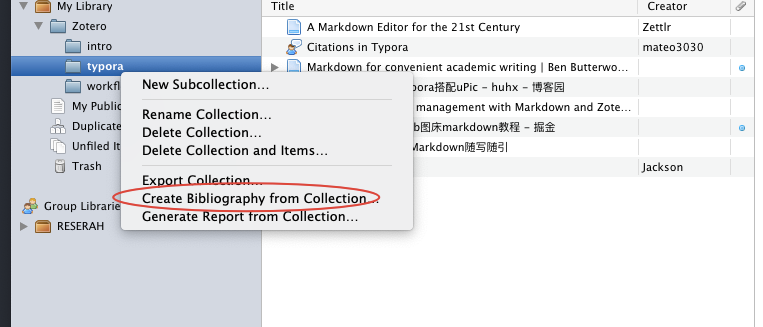 My Library
Zotero
intro
typora
workfl
My Public
Duplicate
Unfiled It
Trash
Group Librarie
RESERAH
New Subcollection...
Rename Collection...
Delete Collection...
Delete Collection and Items...
Export Collection...
Create Bibliography from Collection...
Generate Report from Collection...
Title Creator
A Markdown Editor for the 21st Century Zettlr
Citations in Typora mateo3030
Markdown for convenient academic writing | Ben Butterwo...
pora搭配uPic - huhx - 博客园
management with Markdown and Zote...
b图床markdown教程 - 掘金
Markdown随写随引
Jackson